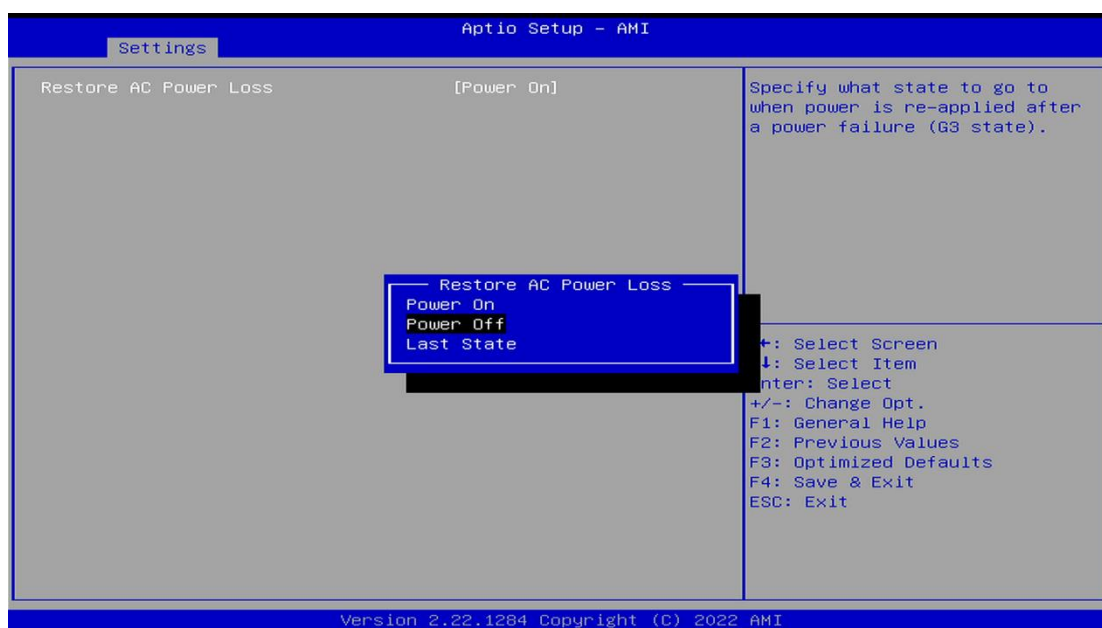 Aptio Setup – AMI
Settings
Restore AC Power Loss [Power On]
Specify what state to go to
when power is re-applied after
a power failure (G3 state).
Restore AC Power Loss
Power On
Power Off
Last State
←: Select Screen
↓: Select Item
nter: Select
+/-: Change Opt.
F1: General Help
F2: Previous Values
F3: Optimized Defaults
F4: Save & Exit
ESC: Exit
Version 2.22.1284 Copyright (C) 2022 AMI